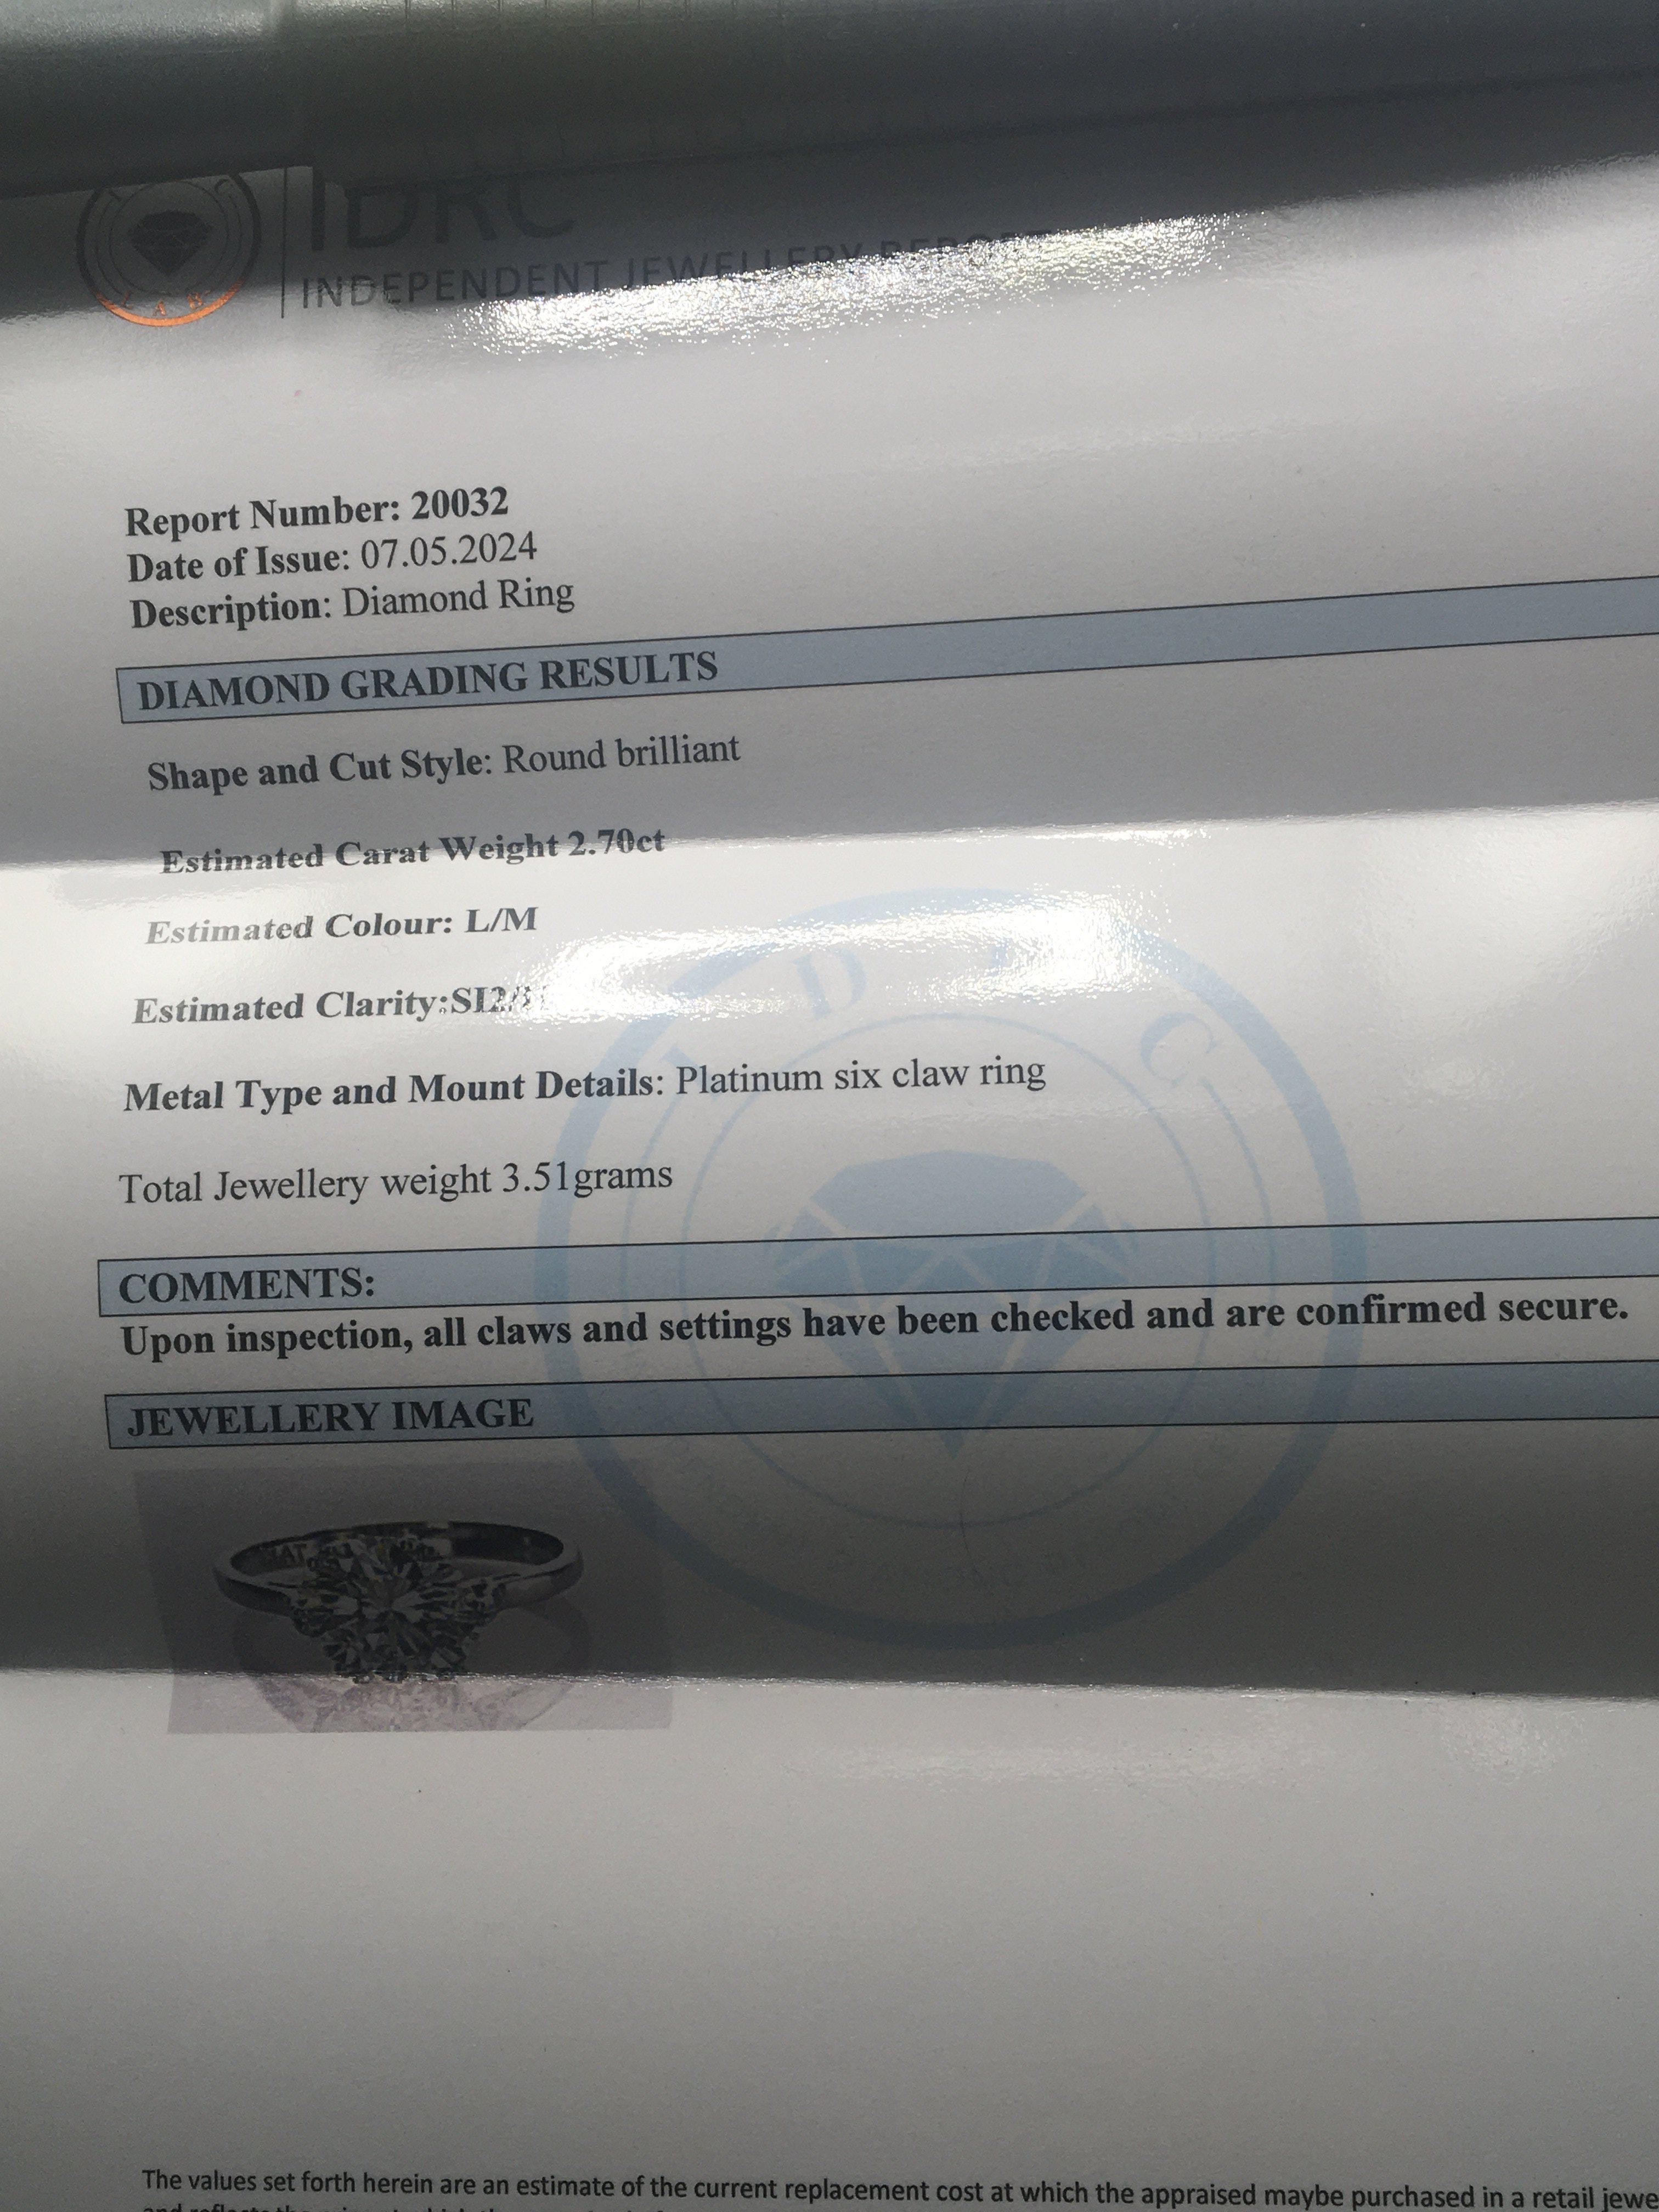 IDRC
INDEPENDENT JEWELLERY REPORT
Report Number: 20032
Date of Issue: 07.05.2024
Description: Diamond Ring
DIAMOND GRADING RESULTS
Shape and Cut Style: Round brilliant
Estimated Carat Weight 2.70ct
Estimated Colour: L/M
Estimated Clarity:
Metal Type and Mount Details: Platinum six claw ring
Total Jewellery weight 3.51grams
COMMENTS:
Upon inspection, all claws and settings have been checked and are confirmed secure.
JEWELLERY IMAGE
The values set forth herein are an estimate of the current replacement cost at which the appraised maybe purchased in a retail